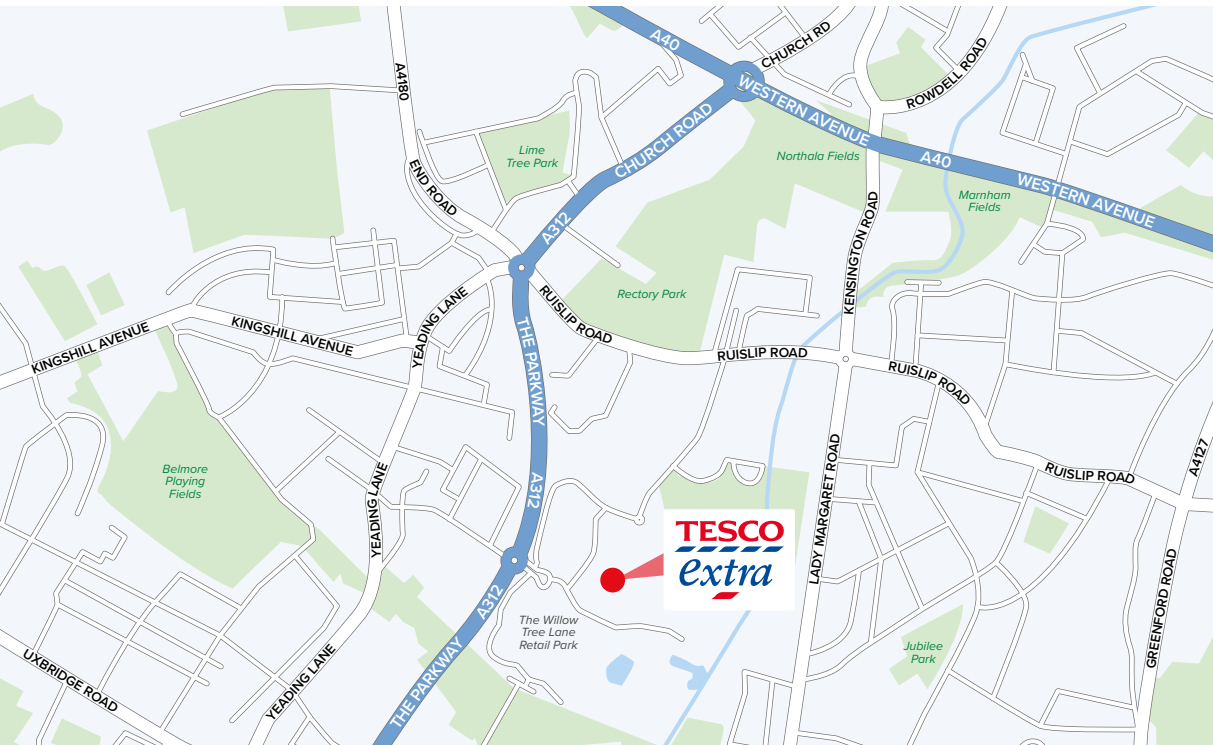 A40
CHURCH RD
A4180
WESTERN AVENUE
ROWDELL ROAD
CHURCH ROAD
Lime
Tree Park
Northala Fields
A40
END ROAD
WESTERN AVENUE
Marnham
Fields
A312
KENSINGTON ROAD
Rectory Park
YEADING LANE
RUISLIP ROAD
KINGSHILL AVENUE
KINGSHILL AVENUE
THE PARKWAY
RUISLIP ROAD
RUISLIP ROAD
A4127
Belmore
Playing
Fields
YEADING LANE
A312
LADY MARGARET ROAD
RUISLIP ROAD
TESCO
extra
A312
The Willow
Tree Lane
Retail Park
GREENFORD ROAD
Jubilee
Park
UXBRIDGE ROAD
YEADING LANE
THE PARKWAY